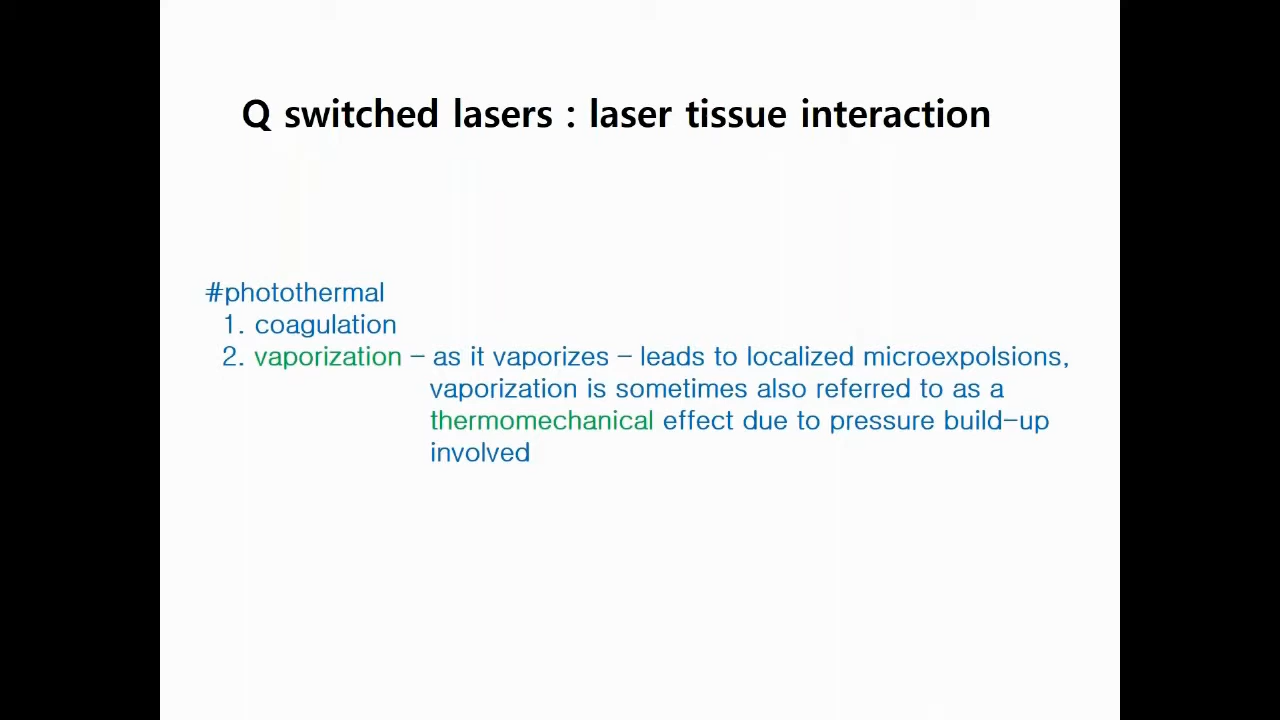 Q switched lasers : laser tissue interaction
#photothermal
1. coagulation
2. vaporization – as it vaporizes – leads to localized microexpolsions,
vaporization is sometimes also referred to as a
thermomechanical effect due to pressure build-up
involved